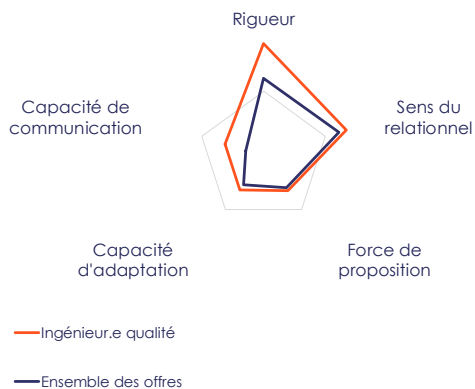 Rigueur
Capacité de
communication
Sens du
relationnel
Capacité
d'adaptation
Force de
proposition
Ingénieur.e qualité
Ensemble des offres